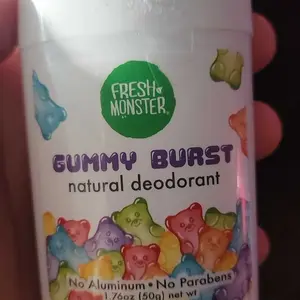 FRESH
MONSTER
GUMMY BURST
natural deodorant
No Aluminum • No Parabens
1.76oz (50g) net wt